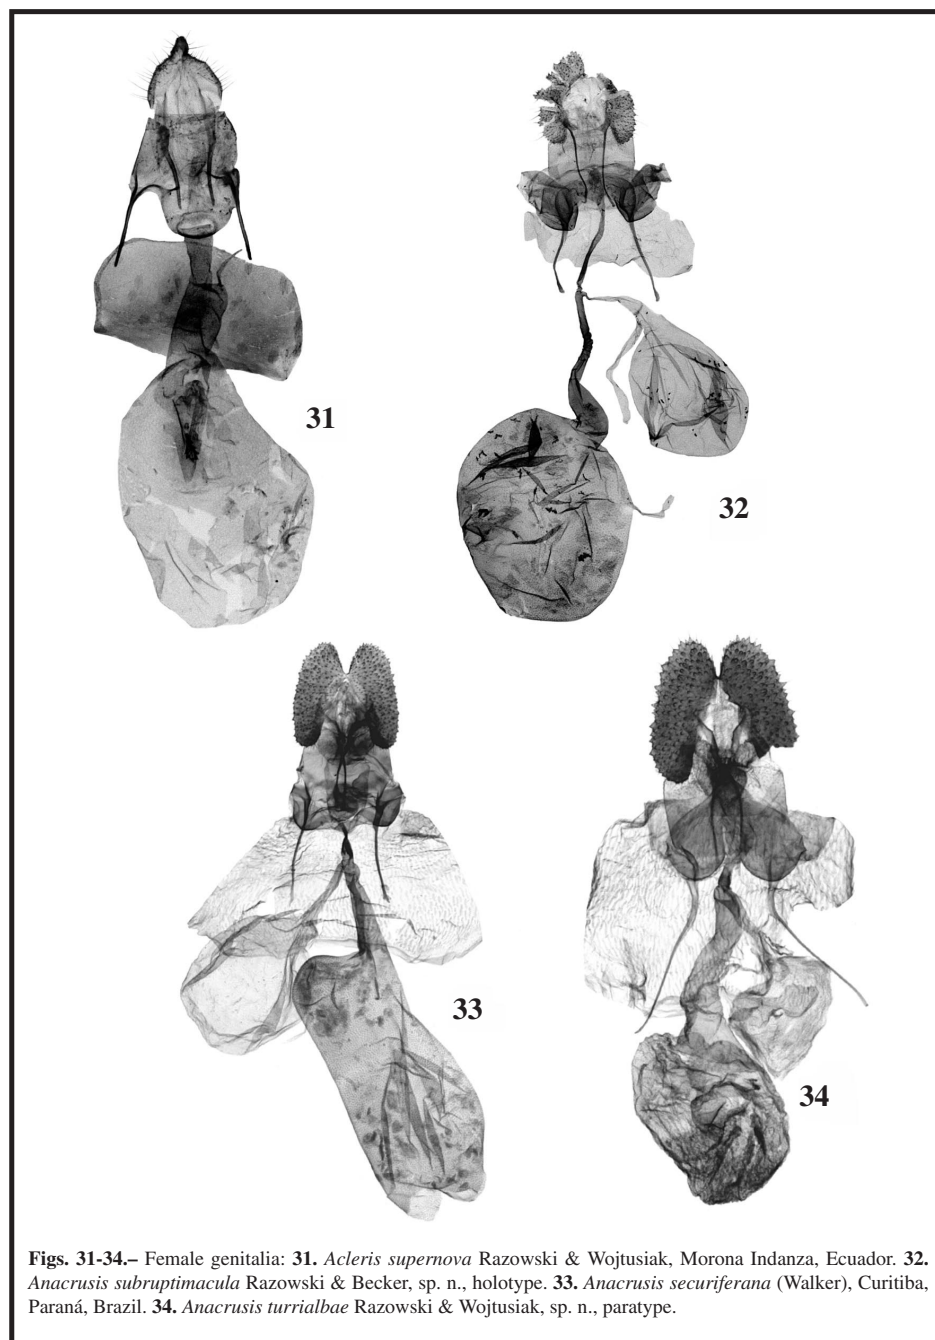 31
32
33
34
Figs. 31-34.– Female genitalia: 31. Acleris supernova Razowski & Wojtusiak, Morona Indanza, Ecuador. 32.
Anacrusis subruptimacula Razowski & Becker, sp. n., holotype. 33. Anacrusis securiferana (Walker), Curitiba,
Paraná, Brazil. 34. Anacrusis turrialbae Razowski & Wojtusiak, sp. n., paratype.